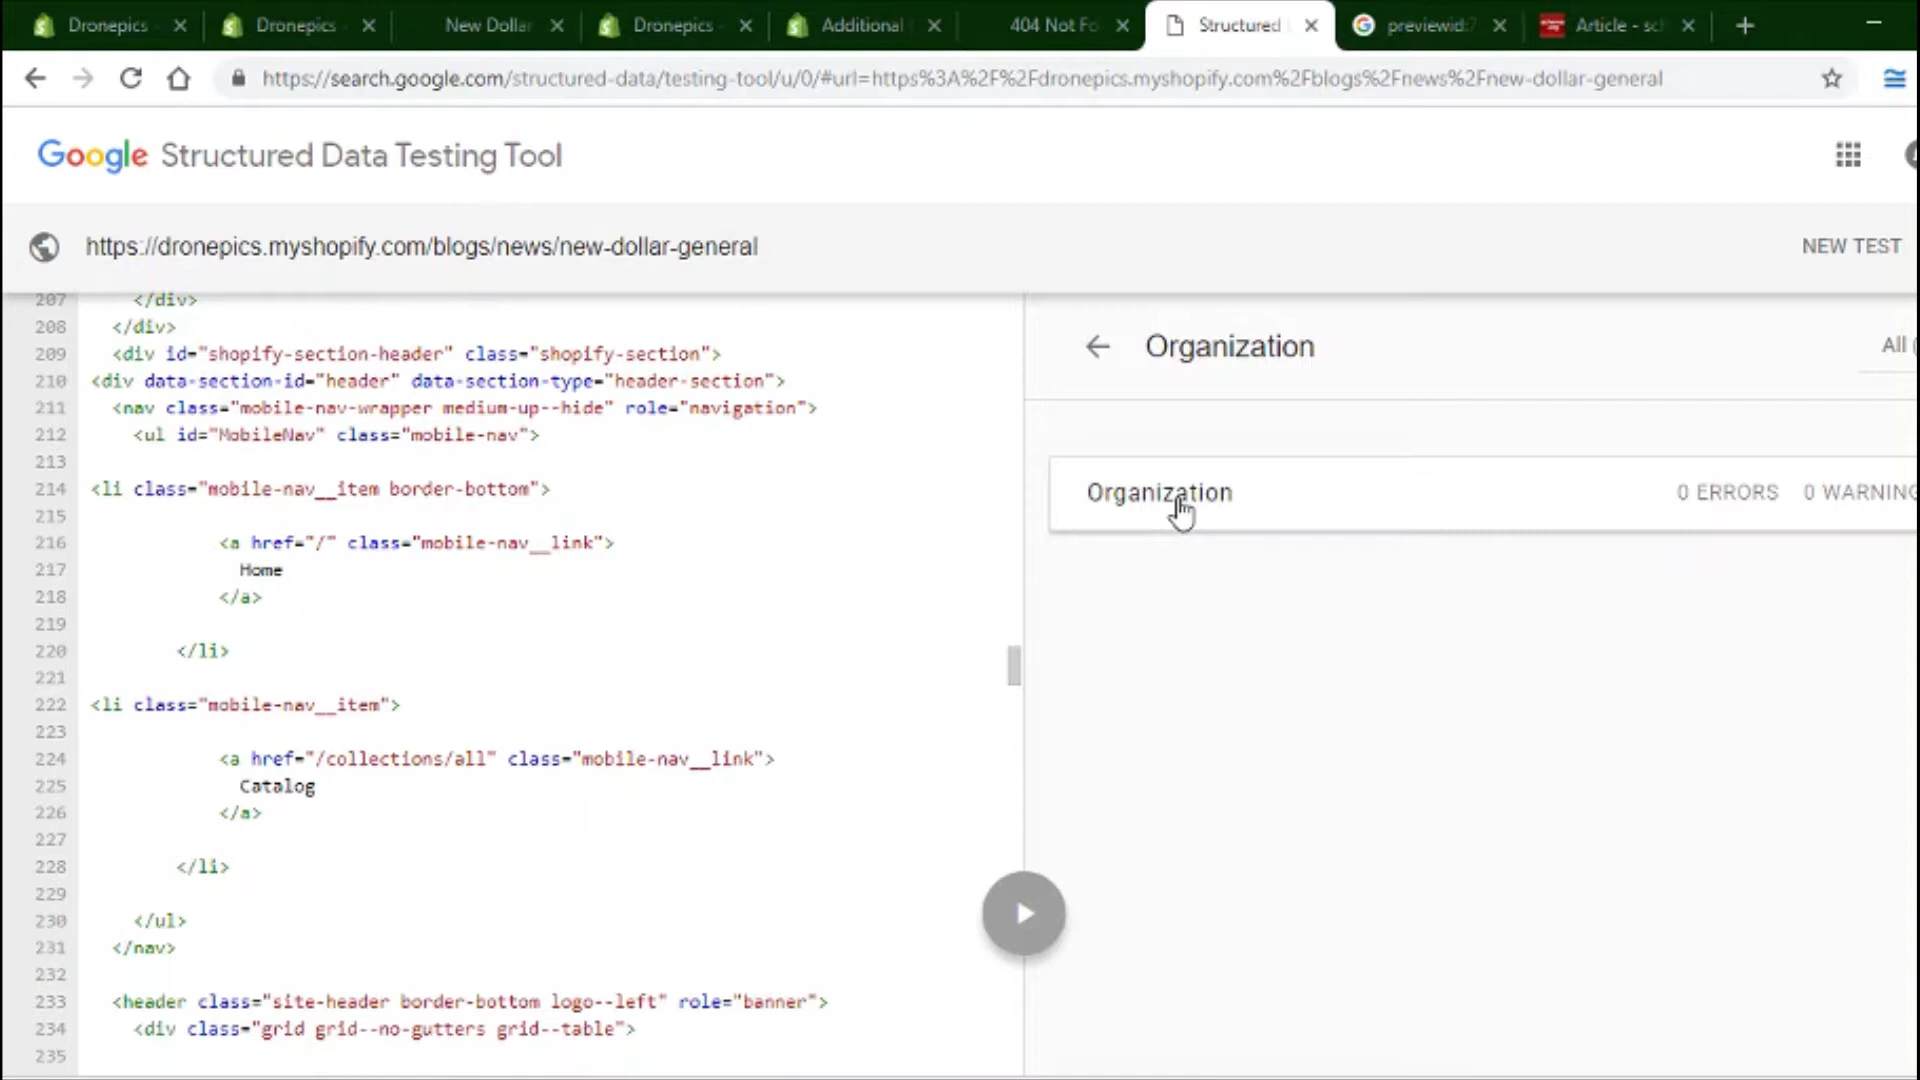 Dronepics
Dronepics
New Dollar
Dronepics
Additional
404 Not Fo
Structured
previewid:7
Article - sc
https://search.google.com/structured-data/testing-tool/u/0/#url=https%3A%2F%2Fdronepics.myshopify.com%2Fblogs%2Fnews%2Fnew-dollar-general
Google Structured Data Testing Tool
https://dronepics.myshopify.com/blogs/news/new-dollar-general
NEW TEST
207 </div>
208 </div>
209 <div id="shopify-section-header" class="shopify-section">
210 <div data-section-id="header" data-section-type="header-section">
211 <nav class="mobile-nav-wrapper medium-up--hide" role="navigation">
212 <ul id="MobileNav" class="mobile-nav">
213
214 <li class="mobile-nav__item border-bottom">
215
216 <a href="/" class="mobile-nav__link">
217 Home
218 </a>
219
220 </li>
221
222 <li class="mobile-nav__item">
223
224 <a href="/collections/all" class="mobile-nav__link">
225 Catalog
226 </a>
227
228 </li>
229
230 </ul>
231 </nav>
232
233 <header class="site-header border-bottom logo--left" role="banner">
234 <div class="grid grid--no-gutters grid--table">
235
Organization
All (
Organization
0 ERRORS 0 WARNING